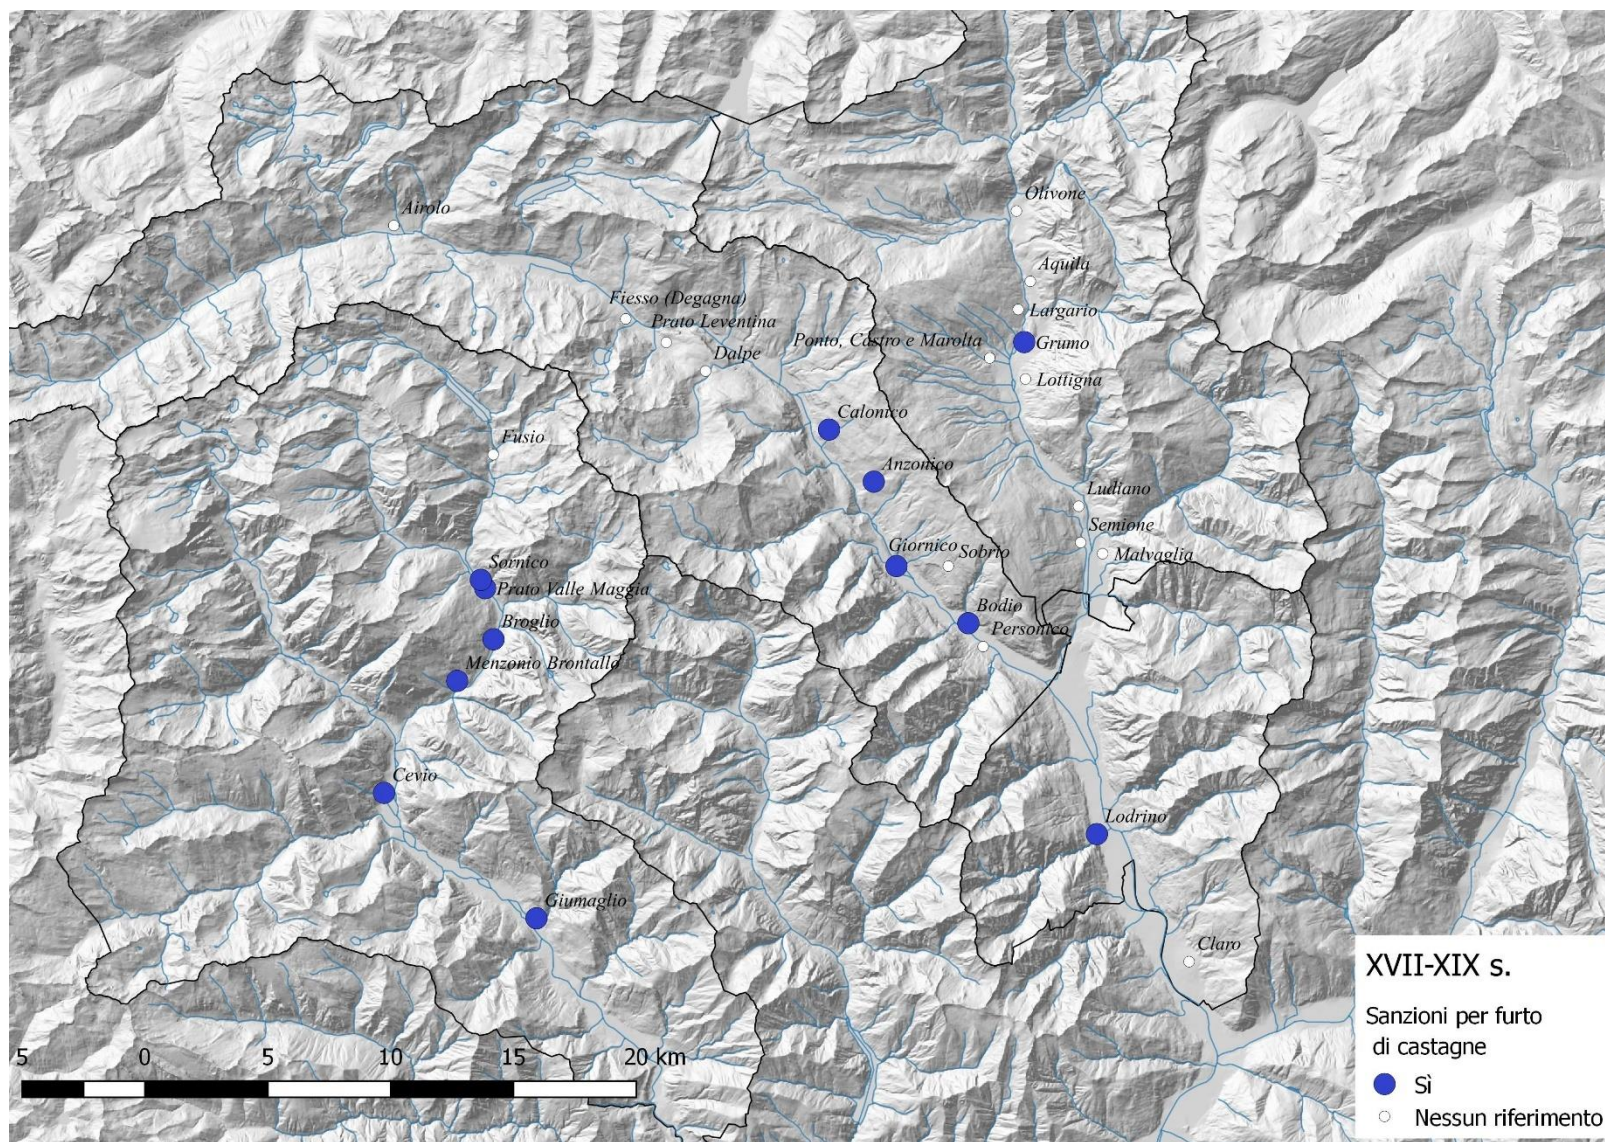 Olivone
Airolo
Aquila
Fiesso (Degagna)
Largario
Prato Leventina
Ponto, Castro e Marolta
Grumo
Dalpe
Lottigna
Calonico
Fusio
Anzonico
Ludiano
Semione
Giornico
Sobrio
Malvaglia
Sornico
Prato Valle Maggia
Bodio
Broglio
Personico
Menzonio Brontallo
Cevio
Lodrino
Giumaglio
Claro
XVII-XIX s.
Sanzioni per furto
di castagne
Sì
Nessun riferimento
5 0 5 10 15 20 km